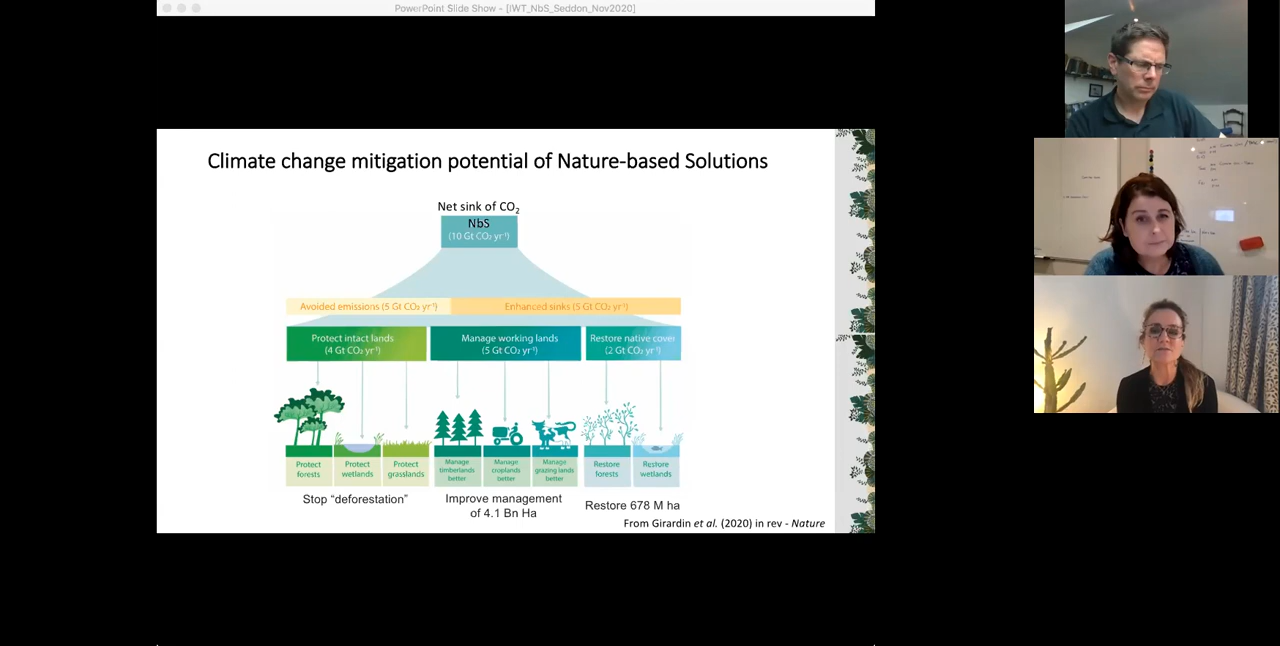 PowerPoint Slide Show - [IWT_NbS_Seddon_Nov2020]
Climate change mitigation potential of Nature-based Solutions
Net sink of CO₂
NbS
(10 Gt CO₂ yr⁻¹)
Avoided emissions (5 Gt CO₂ yr⁻¹)
Enhanced sinks (5 Gt CO₂ yr⁻¹)
Protect intact lands
(4 Gt CO₂ yr⁻¹)
Manage working lands
(5 Gt CO₂ yr⁻¹)
Restore native cover
(2 Gt CO₂ yr⁻¹)
Protect
forests
Protect
wetlands
Protect
grasslands
Manage
timberlands
better
Manage
croplands
better
Manage
grazing lands
better
Restore
forests
Restore
wetlands
Stop “deforestation”
Improve management
of 4.1 Bn Ha
Restore 678 M ha
From Girardin et al. (2020) in rev - Nature